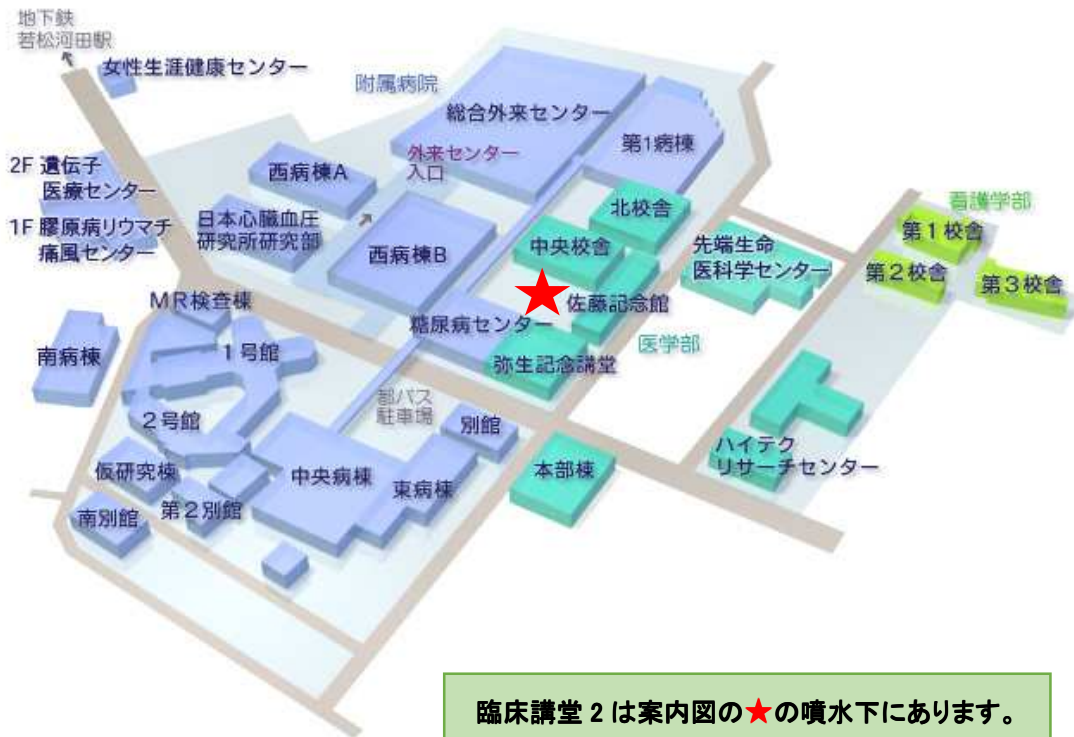 地下鉄
若松河田駅
女性生涯健康センター
附属病院
総合外来センター
第1病棟
外来センター
入口
2F 遺伝子
医療センター
西病棟A
1F 膠原病リウマチ
痛風センター
日本心臓血圧
研究所研究部
西病棟B
北校舎
中央校舎
先端生命
医科学センター
看護学部
第1校舎
第2校舎
第3校舎
佐藤記念館
MR検査棟
糖尿病センター
医学部
1号館
弥生記念講堂
南病棟
都バス
駐車場
2号館
別館
ハイテク
リサーチセンター
仮研究棟
中央病棟
東病棟
本部棟
第2別館
南別館
臨床講堂2は案内図の★の噴水下にあります。